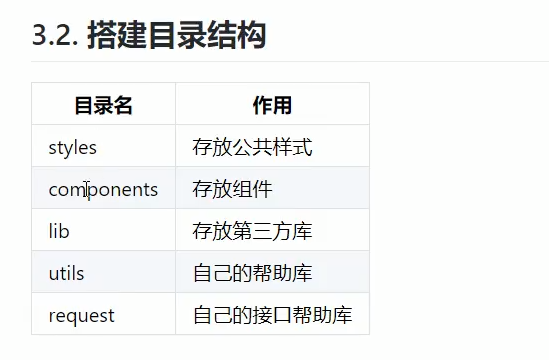 3.2. 搭建目录结构
目录名 作用
styles 存放公共样式
components 存放组件
lib 存放第三方库
utils 自己的帮助库
request 自己的接口帮助库